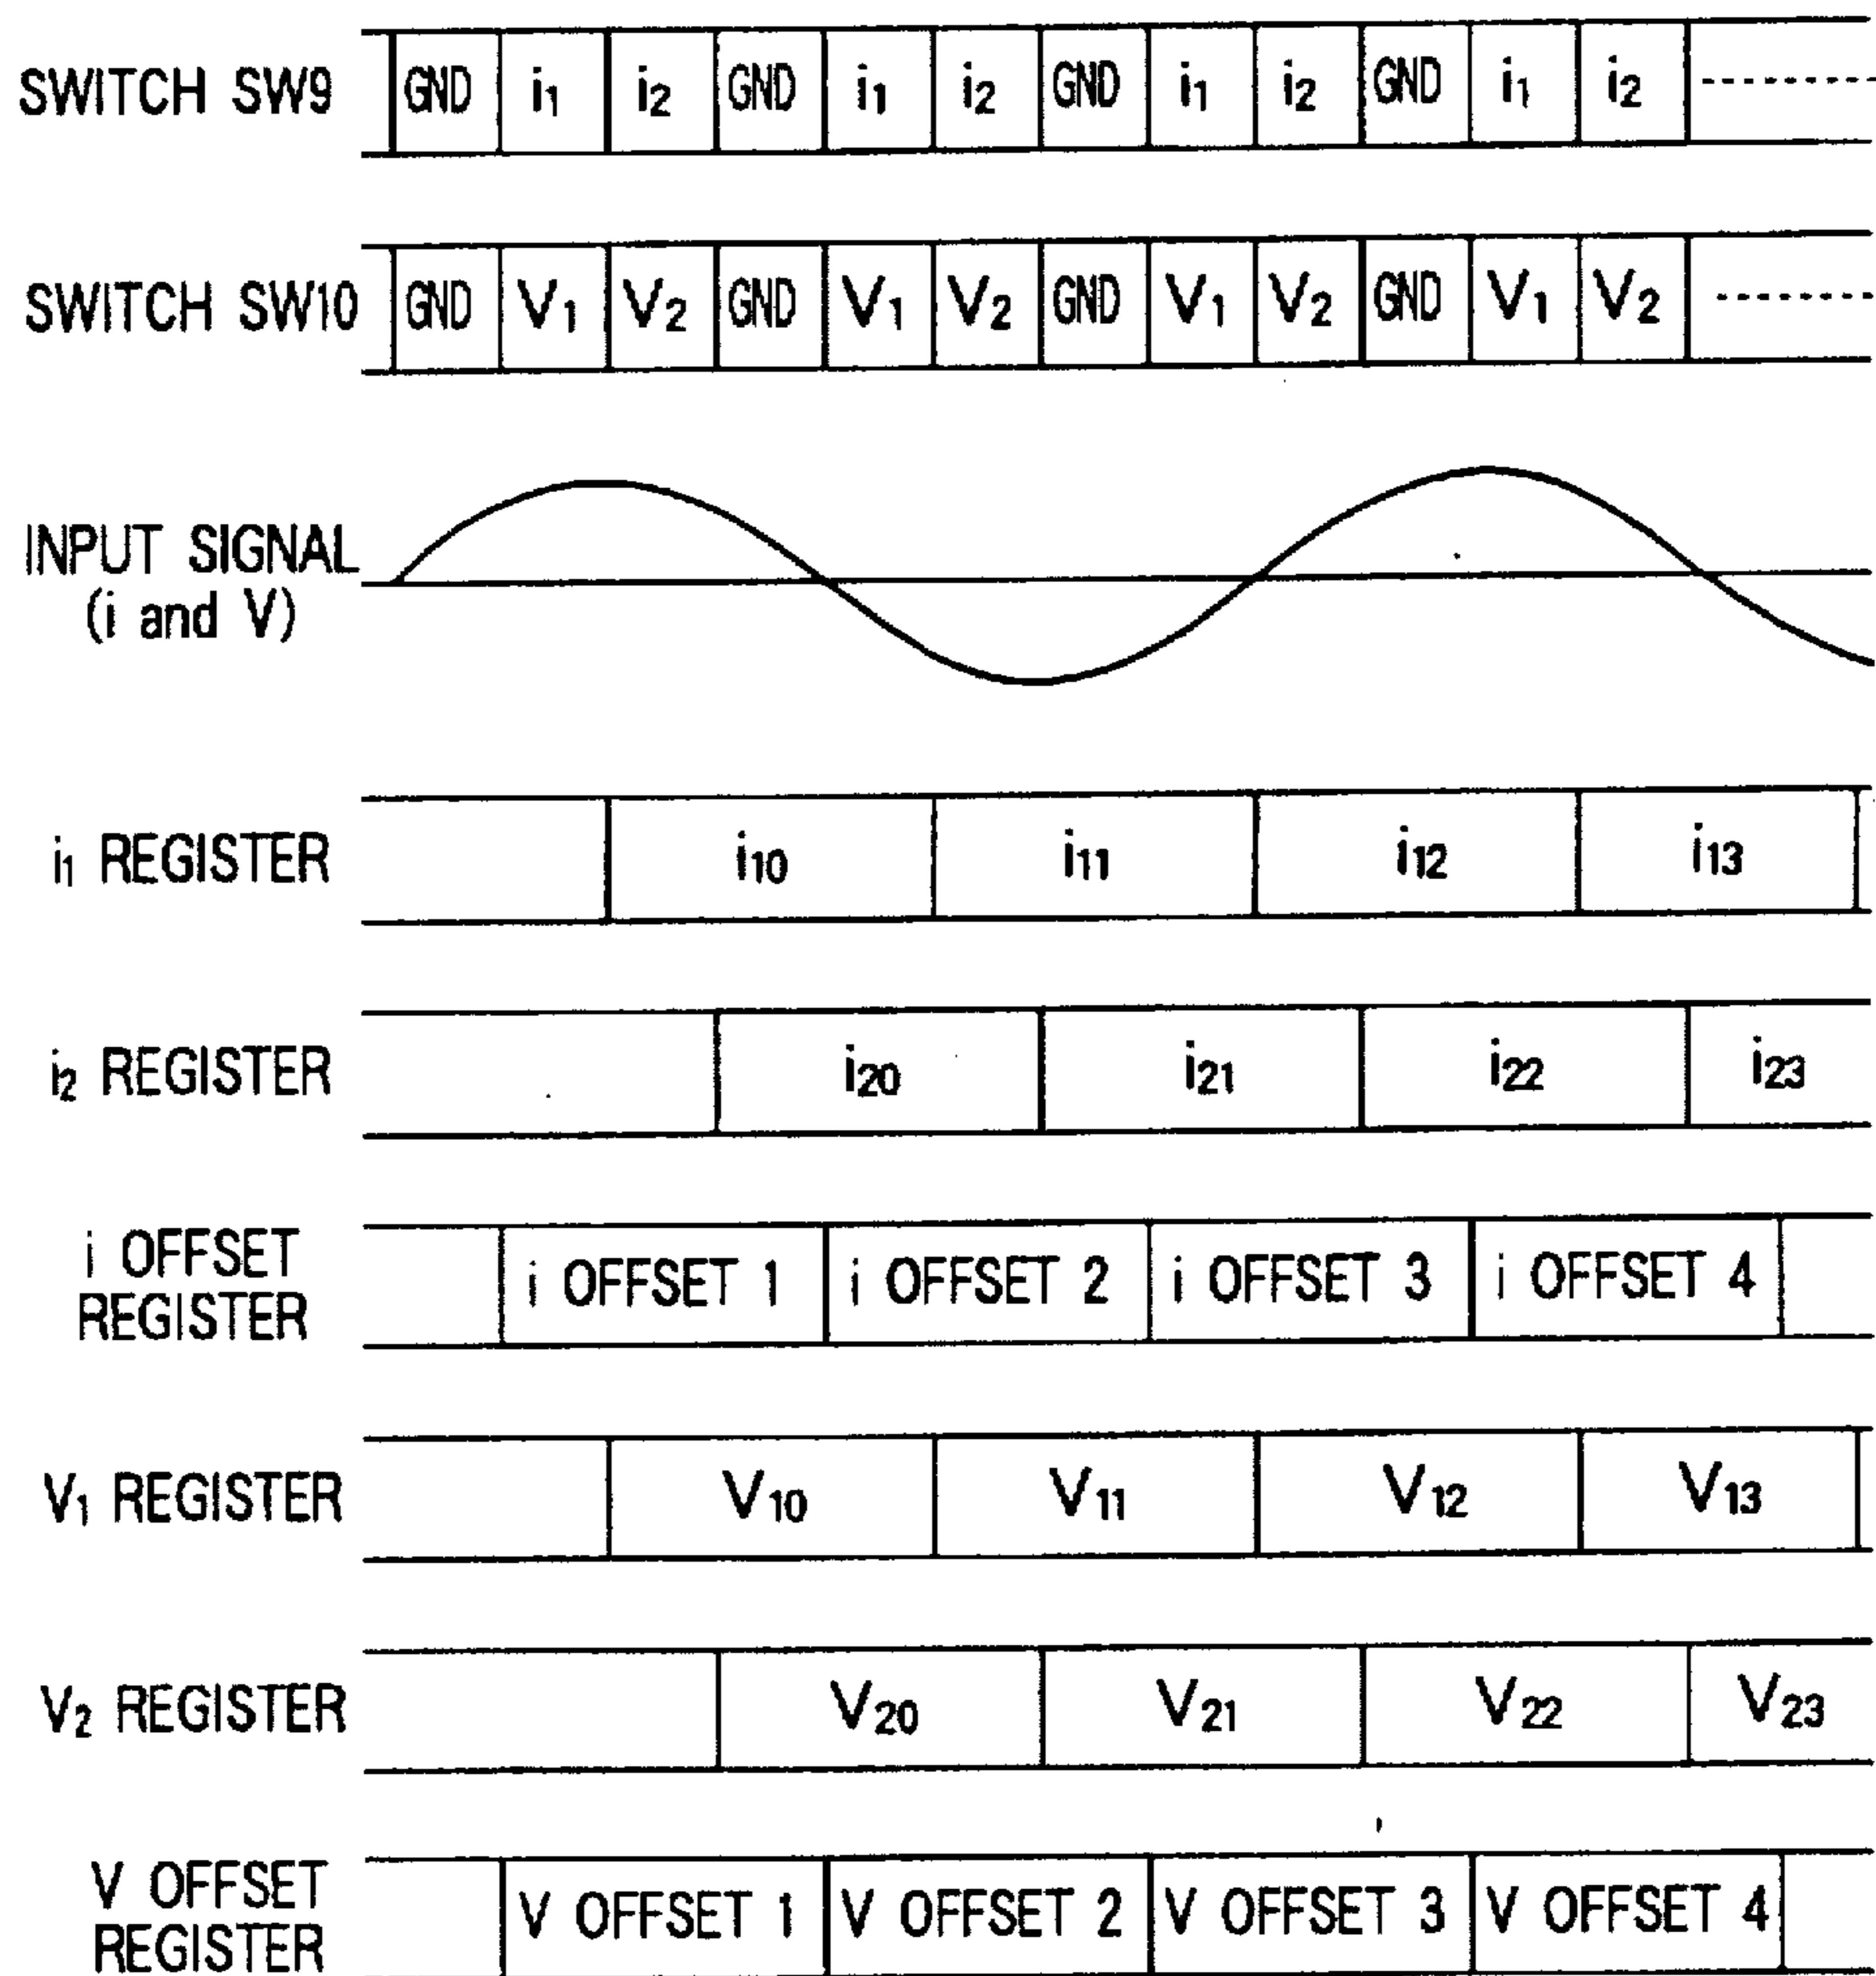 SWITCH SW9 GND i₁ i₂ GND i₁ i₂ GND i₁ i₂ GND i₁ i₂
SWITCH SW10 GND V₁ V₂ GND V₁ V₂ GND V₁ V₂ GND V₁ V₂
INPUT SIGNAL
(i and V)
i₁ REGISTER i₁₀ i₁₁ i₁₂ i₁₃
i₂ REGISTER i₂₀ i₂₁ i₂₂ i₂₃
i OFFSET
REGISTER
i OFFSET 1 i OFFSET 2 i OFFSET 3 i OFFSET 4
V₁ REGISTER V₁₀ V₁₁ V₁₂ V₁₃
V₂ REGISTER V₂₀ V₂₁ V₂₂ V₂₃
V OFFSET
REGISTER
V OFFSET 1 V OFFSET 2 V OFFSET 3 V OFFSET 4